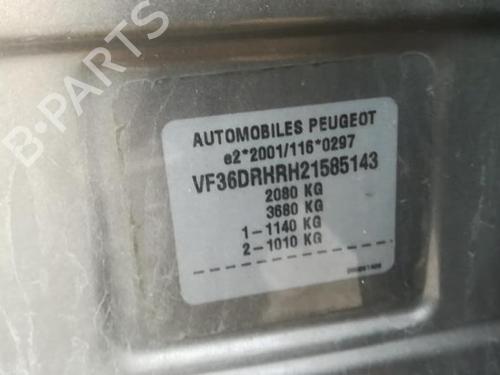 B-PARTS
AUTOMOBILES PEUGEOT
e2*2001/116*0297
VF36DRHRH21585143
2080 KG
3680 KG
1-1140 KG
2-1010 KG